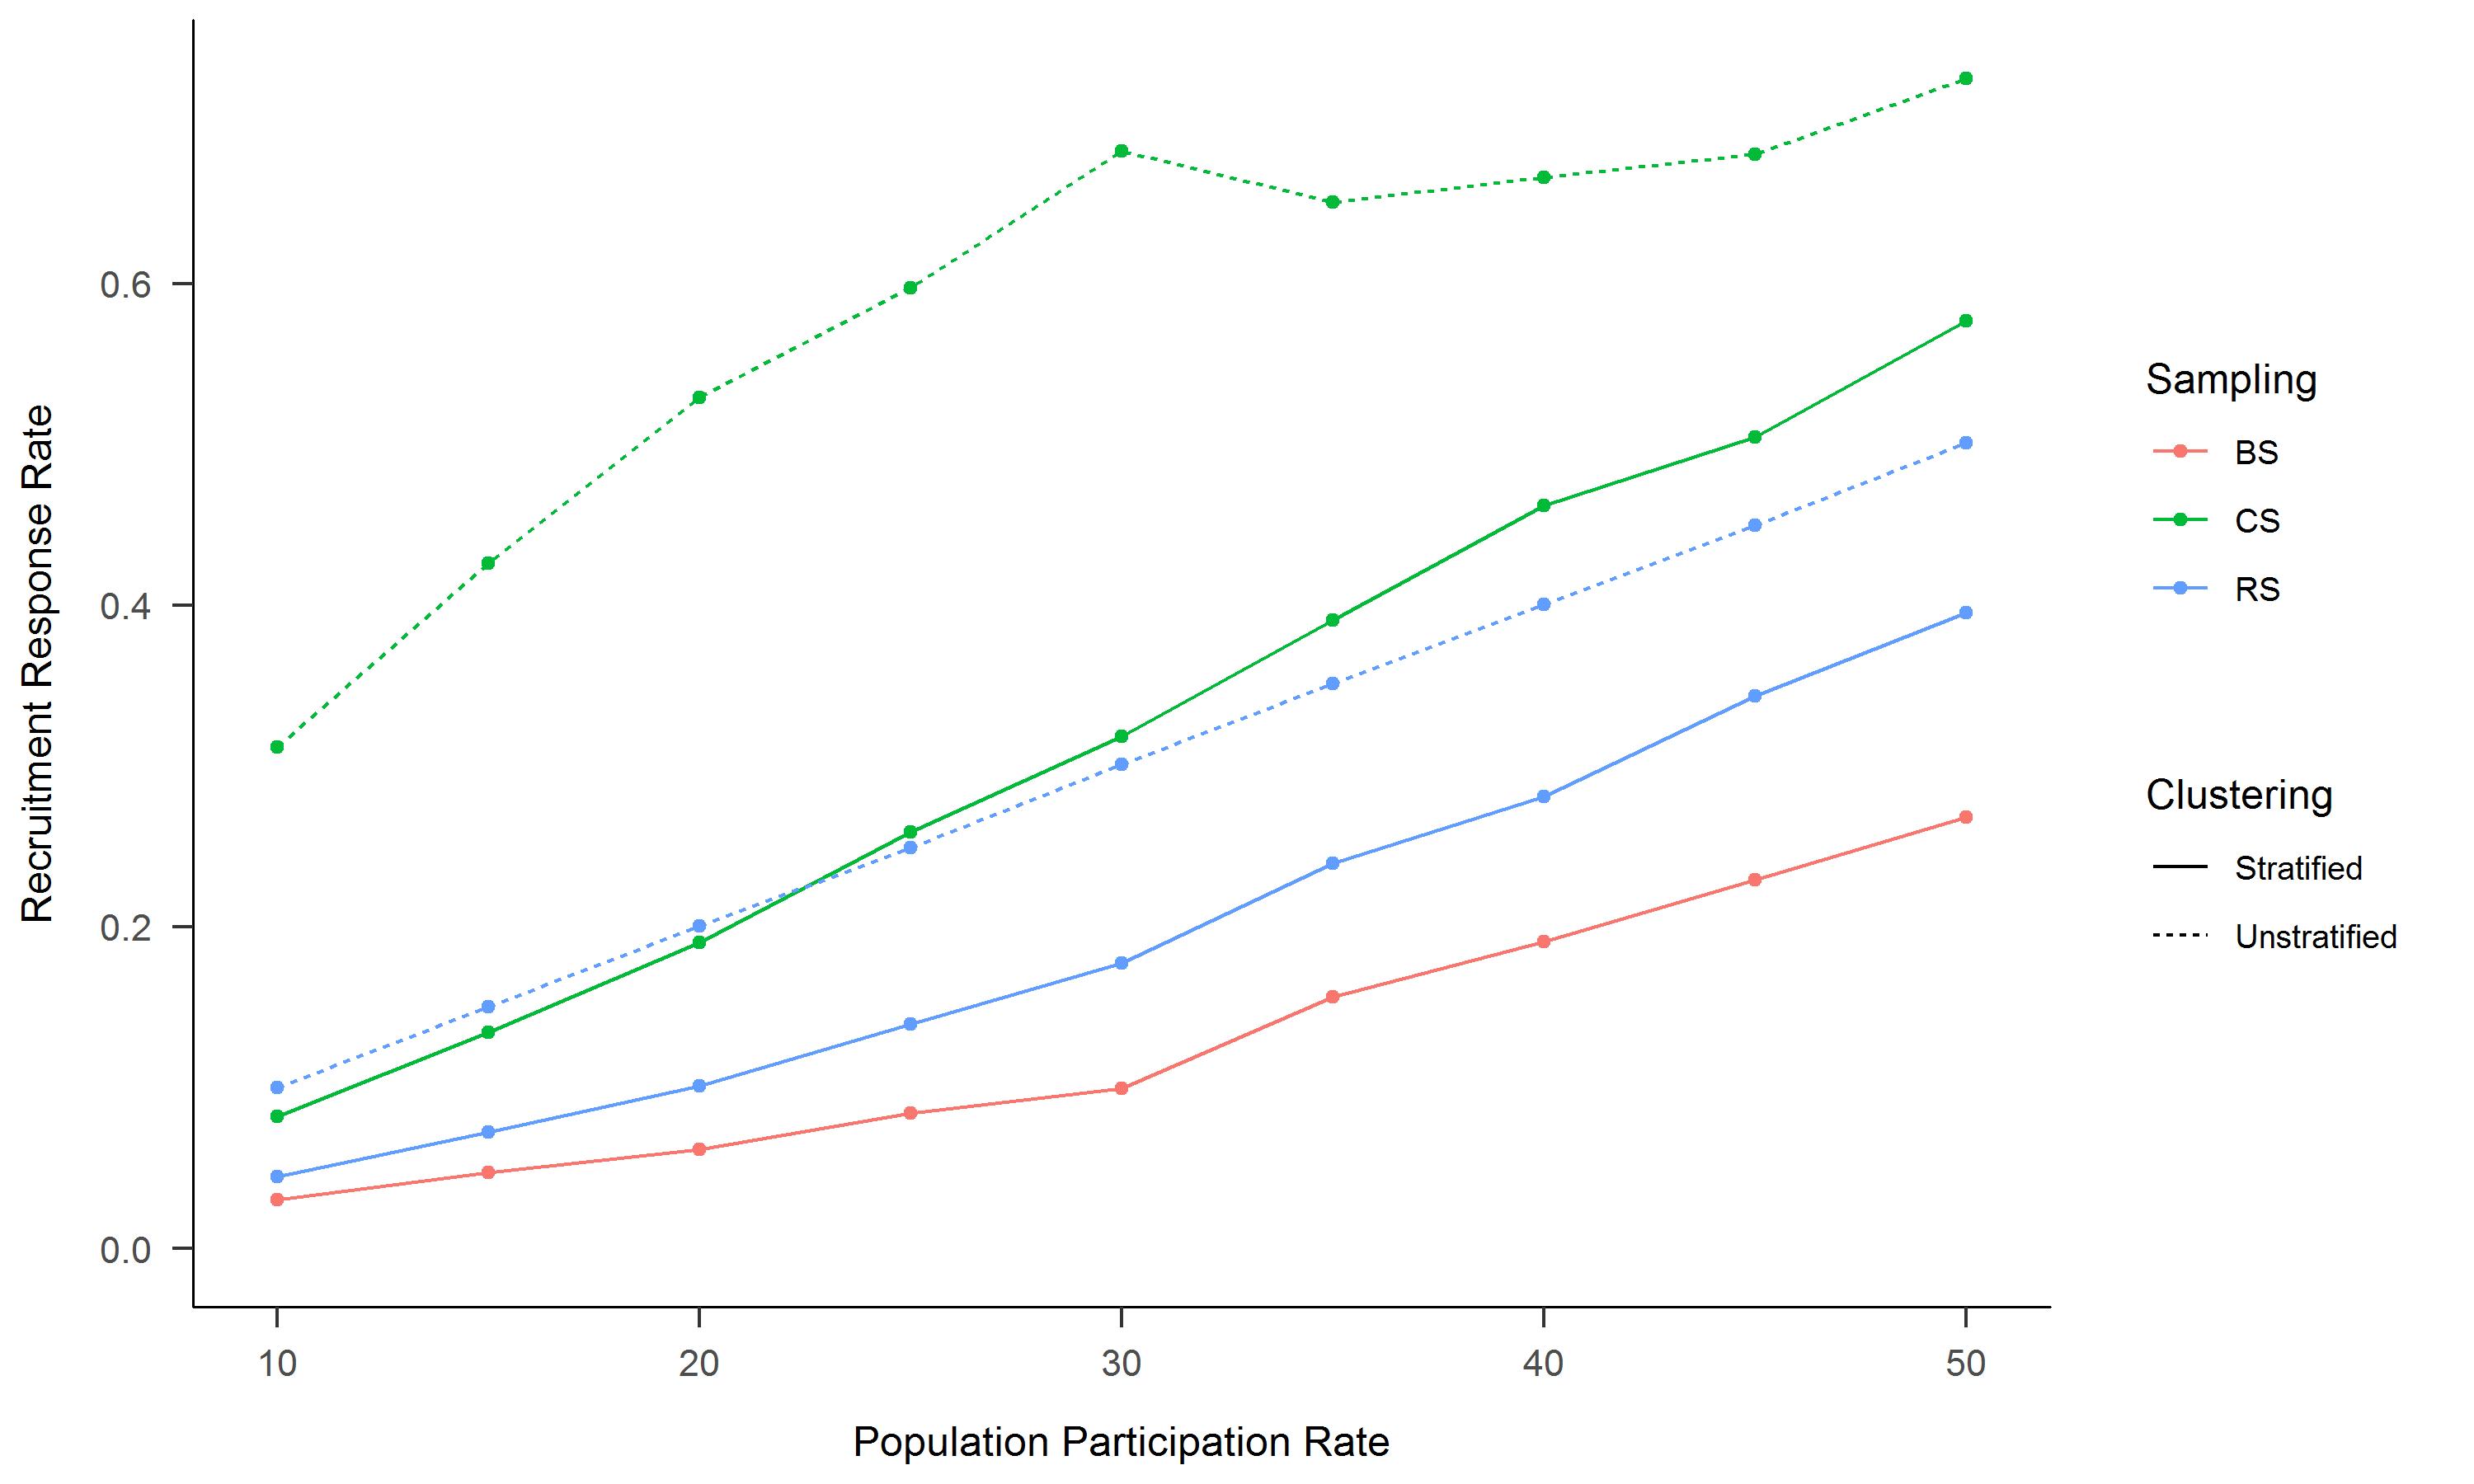 Recruitment Response Rate
0.6
0.4
0.2
0.0
10 20 30 40 50
Population Participation Rate
Sampling
BS
CS
RS
Clustering
Stratified
Unstratified